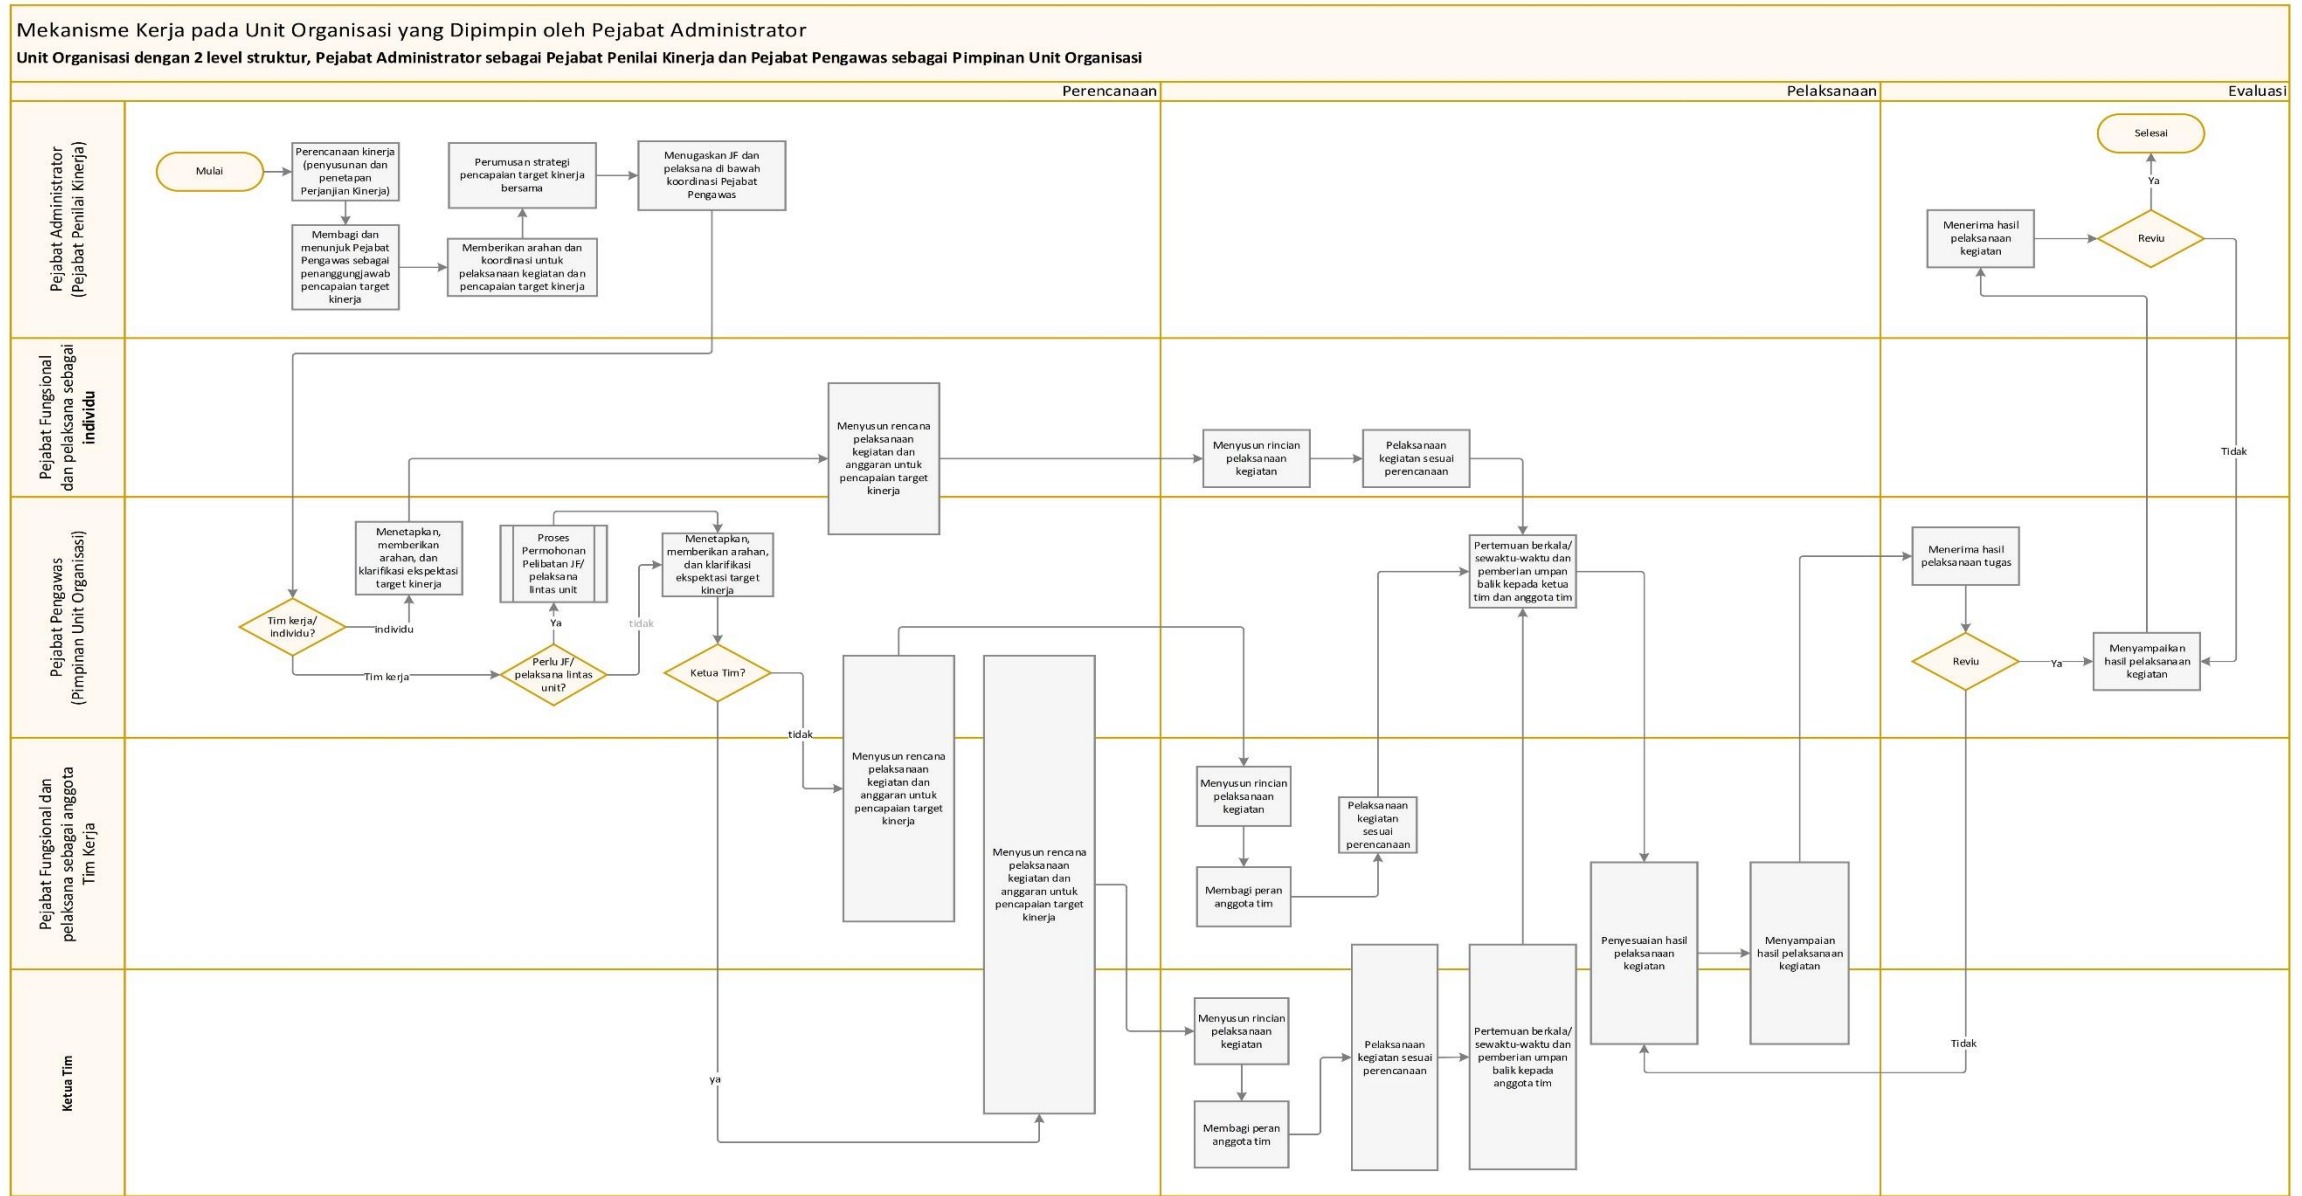 Mekanisme Kerja pada Unit Organisasi yang Dipimpin oleh Pejabat Administrator
Unit Organisasi dengan 2 level struktur, Pejabat Administrator sebagai Pejabat Penilai Kinerja dan Pejabat Pengawas sebagai Pimpinan Unit Organisasi
Perencanaan
Pelaksanaan
Evaluasi
Pejabat Administrator
(Pejabat Penilai Kinerja)
Mulai
Perencanaan kinerja
(penyusunan dan
penetapan
Perjanjian Kinerja)
Membagi dan
menunjuk Pejabat
Pengawas sebagai
penanggungjawab
pencapaian target
kinerja
Memberikan arahan dan
koordinasi untuk
pelaksanaan kegiatan dan
pencapaian target kinerja
Perumusan strategi
pencapaian target kinerja
bersama
Menugaskan JF dan
pelaksana di bawah
koordinasi Pejabat
Pengawas
Menerima hasil
pelaksanaan
kegiatan
Reviu
Ya
Selesai
Tidak
Pejabat Fungsional
dan pelaksana sebagai
individu
Menyusun rencana
pelaksanaan
kegiatan dan
anggaran untuk
pencapaian target
kinerja
Menyusun rincian
pelaksanaan
kegiatan
Pelaksanaan
kegiatan sesuai
perencanaan
Pejabat Pengawas
(Pimpinan Unit Organisasi)
Tim kerja/
individu?
individu
Tim kerja
Menetapkan,
memberikan
arahan, dan
klarifikasi ekspektasi
target kinerja
Proses
Permohonan
Pelibatan JF/
pelaksana
lintas unit
Ya
Perlu JF/
pelaksana lintas
unit?
tidak
Menetapkan,
memberikan arahan,
dan klarifikasi
ekspektasi target
kinerja
Ketua Tim?
tidak
ya
Pertemuan berkala/
sewaktu-waktu dan
pemberian umpan
balik kepada ketua
tim dan anggota tim
Menerima hasil
pelaksanaan tugas
Reviu
Ya
Menyampaikan
hasil pelaksanaan
kegiatan
Tidak
Pejabat Fungsional dan
pelaksana sebagai anggota
Tim Kerja
Menyusun rencana
pelaksanaan
kegiatan dan
anggaran untuk
pencapaian target
kinerja
Menyusun rencana
pelaksanaan
kegiatan dan
anggaran untuk
pencapaian target
kinerja
Menyusun rincian
pelaksanaan
kegiatan
Membagi peran
anggota tim
Pelaksanaan
kegiatan
sesuai
perencanaan
Penyesuaian hasil
pelaksanaan
kegiatan
Menyampaian
hasil pelaksanaan
kegiatan
Ketua Tim
Menyusun rincian
pelaksanaan
kegiatan
Membagi peran
anggota tim
Pelaksanaan
kegiatan sesuai
perencanaan
Pertemuan berkala/
sewaktu-waktu dan
pemberian umpan
balik kepada
anggota tim